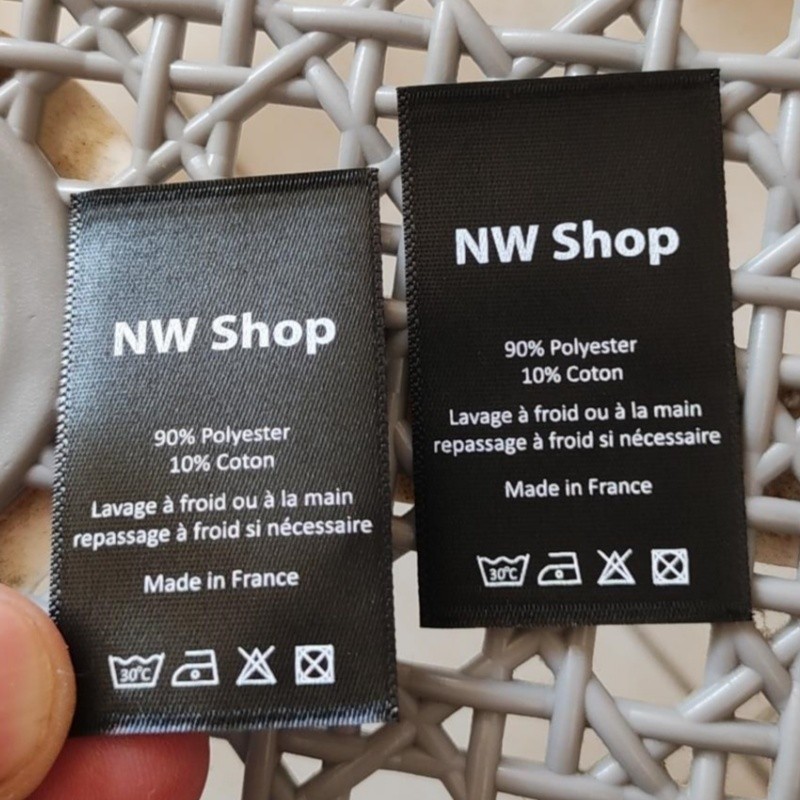 NW Shop
90% Polyester
10% Coton
Lavage à froid ou à la main
repassage à froid si nécessaire
Made in France
30°C
NW Shop
90% Polyester
10% Coton
Lavage à froid ou à la main
repassage à froid si nécessaire
Made in France
30°C